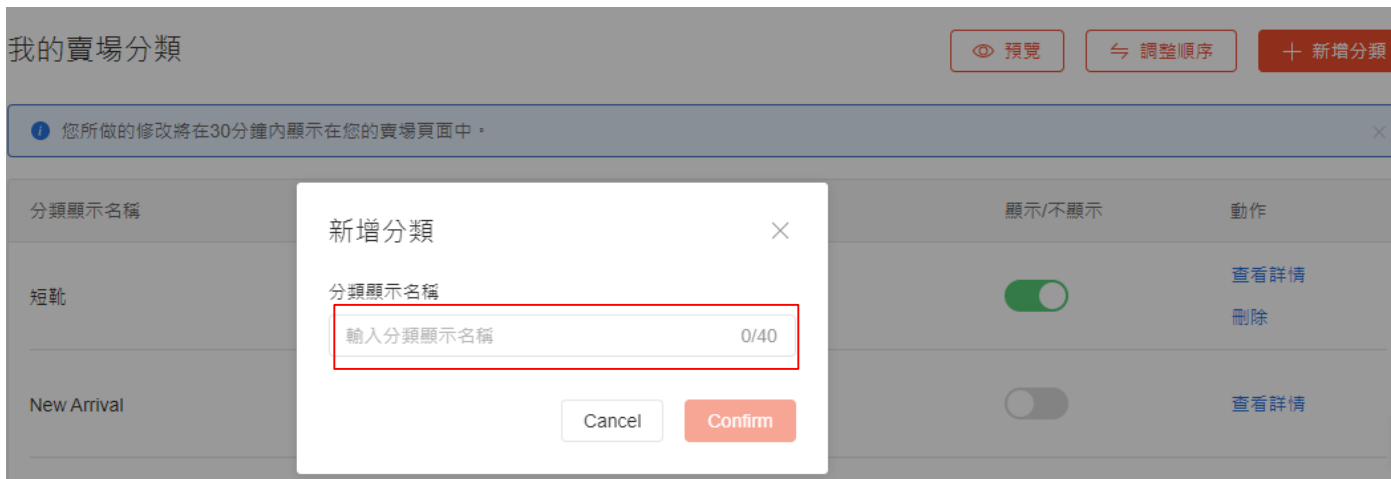 我的賣場分類
預覽
調整順序
新增分類
您所做的修改將在30分鐘內顯示在您的賣場頁面中。
分類顯示名稱
顯示/不顯示
動作
新增分類
分類顯示名稱
輸入分類顯示名稱 0/40
Cancel Confirm
短靴
查看詳情
刪除
New Arrival
查看詳情